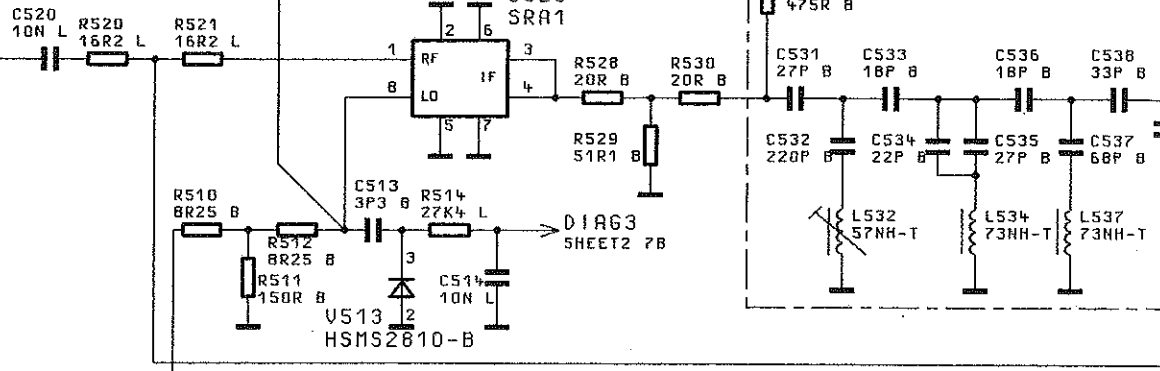 475R B
SRA1
C520
10N L
R520
16R2 L
R521
16R2 L
2 6
1 RF 3
IF
8 LO 4
5 7
R528
20R B
R530
20R B
R529
51R1 B
C531
27P B
C533
18P B
C536
18P B
C538
33P B
C532
220P B
C534
22P B
C535
27P B
C537
68P B
L532
57NH-T
L534
73NH-T
L537
73NH-T
R510
8R25 B
R512
8R25 B
R511
150R B
C513
3P3 B
R514
27K4 L
DIAG3
SHEET2 7B
3
C514
10N L
2
V513
HSMS2810-B